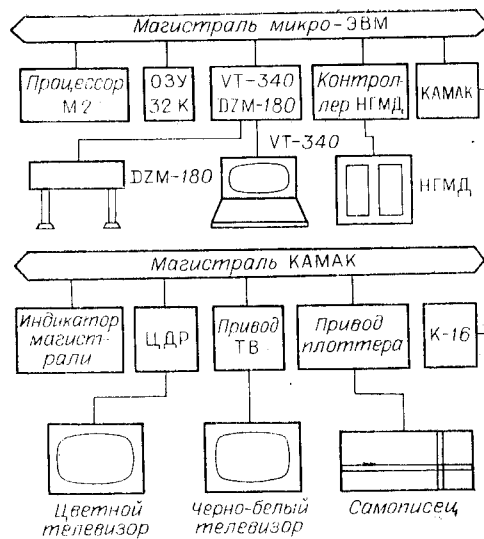 Магистраль микро-ЭВМ
Процессор
М2
ОЗУ
32 К
VT-340
DZM-180
Контрол-
лер НГМД
КАМАК
VT-340
DZM-180
НГМД
Магистраль КАМАК
Индикатор
магист-
рали
ЦДР
Привод
ТВ
Привод
плоттера
К-16
Цветной
телевизор
Черно-белый
телевизор
Самописец